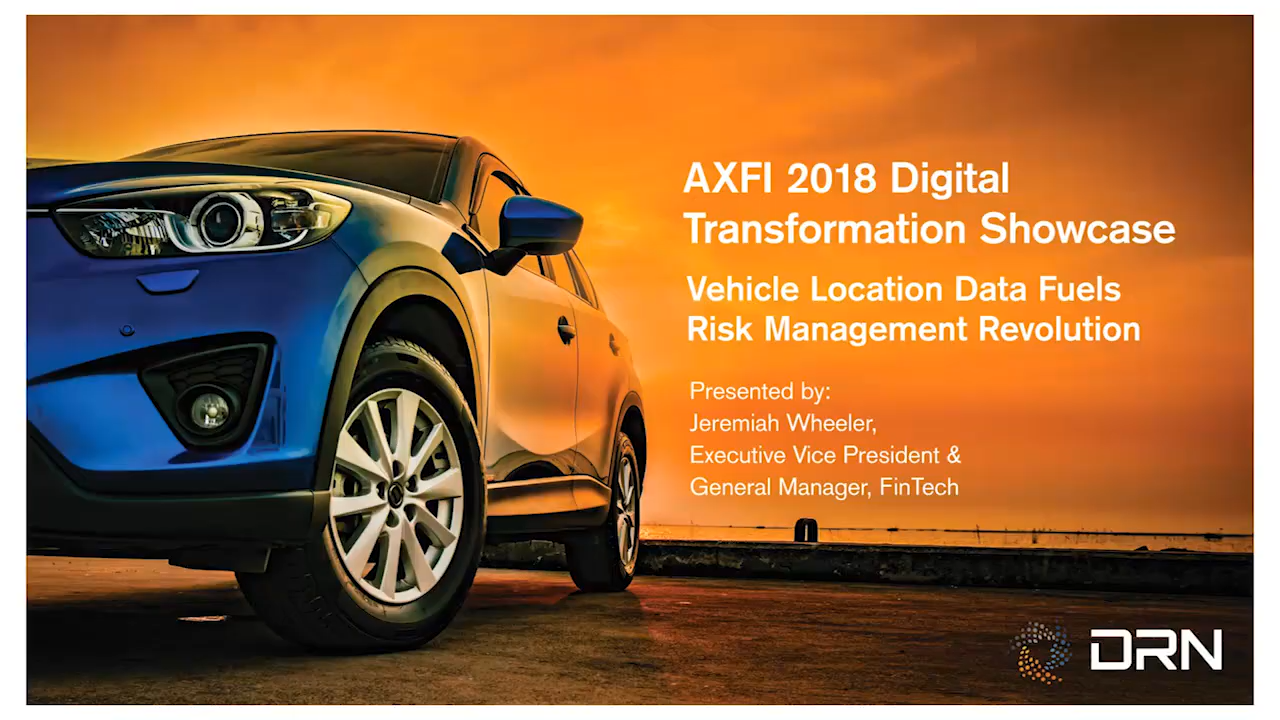 AXFI 2018 Digital
Transformation Showcase
Vehicle Location Data Fuels
Risk Management Revolution
Presented by:
Jeremiah Wheeler,
Executive Vice President &
General Manager, FinTech
DRN